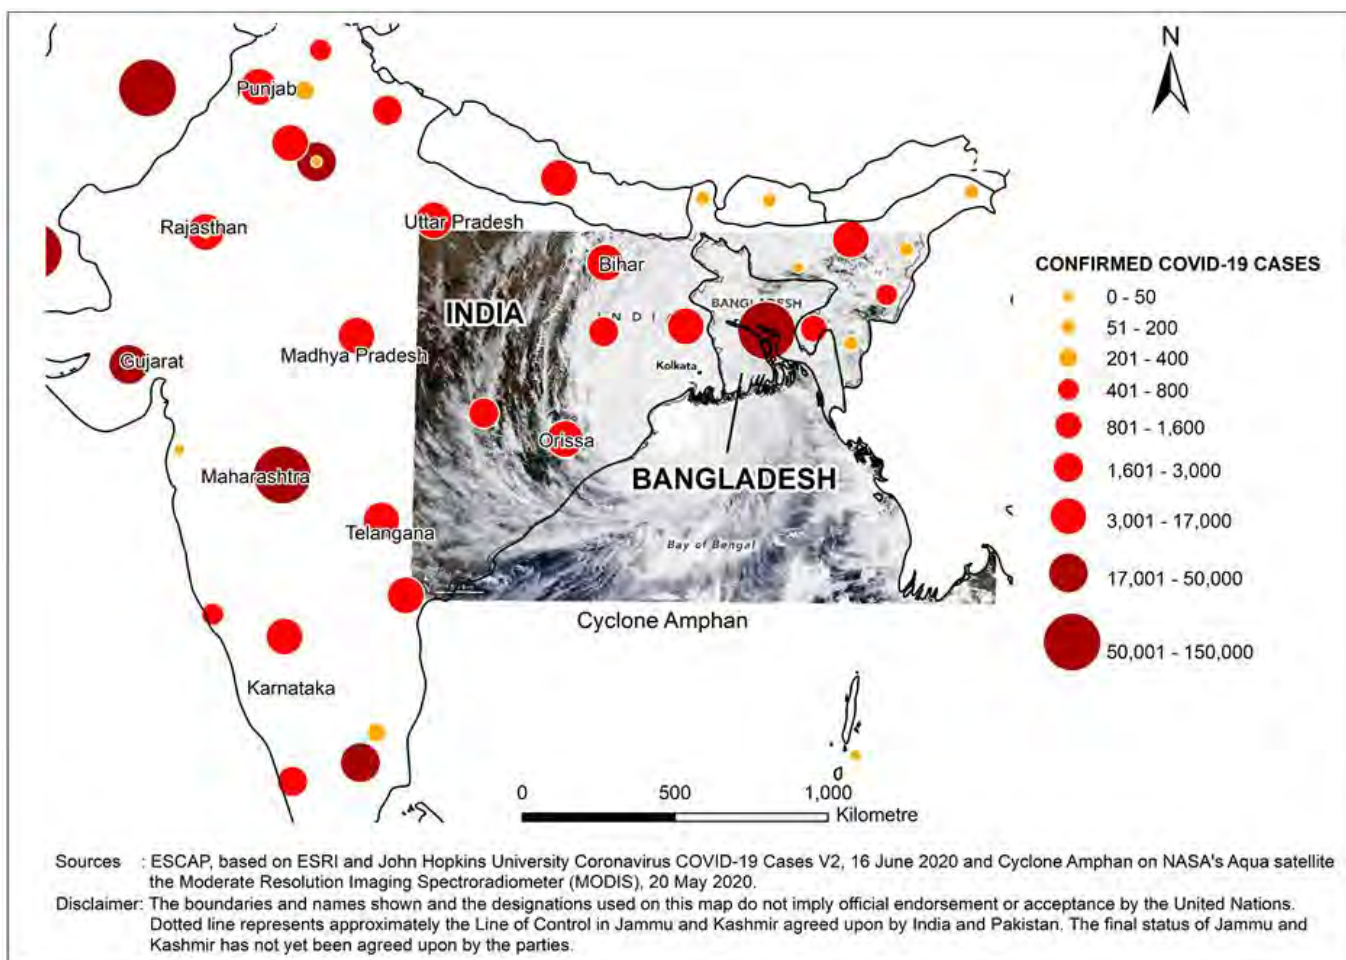 N
Punjab
Rajasthan
Uttar Pradesh
Bihar
INDIA
INDIA
BANGLADESH
Gujarat
Madhya Pradesh
Kolkata
Orissa
Maharashtra
BANGLADESH
Telangana
Bay of Bengal
Cyclone Amphan
Karnataka
CONFIRMED COVID-19 CASES
0 - 50
51 - 200
201 - 400
401 - 800
801 - 1,600
1,601 - 3,000
3,001 - 17,000
17,001 - 50,000
50,001 - 150,000
0 500 1,000
Kilometre
Sources : ESCAP, based on ESRI and John Hopkins University Coronavirus COVID-19 Cases V2, 16 June 2020 and Cyclone Amphan on NASA's Aqua satellite
the Moderate Resolution Imaging Spectroradiometer (MODIS), 20 May 2020.
Disclaimer: The boundaries and names shown and the designations used on this map do not imply official endorsement or acceptance by the United Nations.
Dotted line represents approximately the Line of Control in Jammu and Kashmir agreed upon by India and Pakistan. The final status of Jammu and
Kashmir has not yet been agreed upon by the parties.